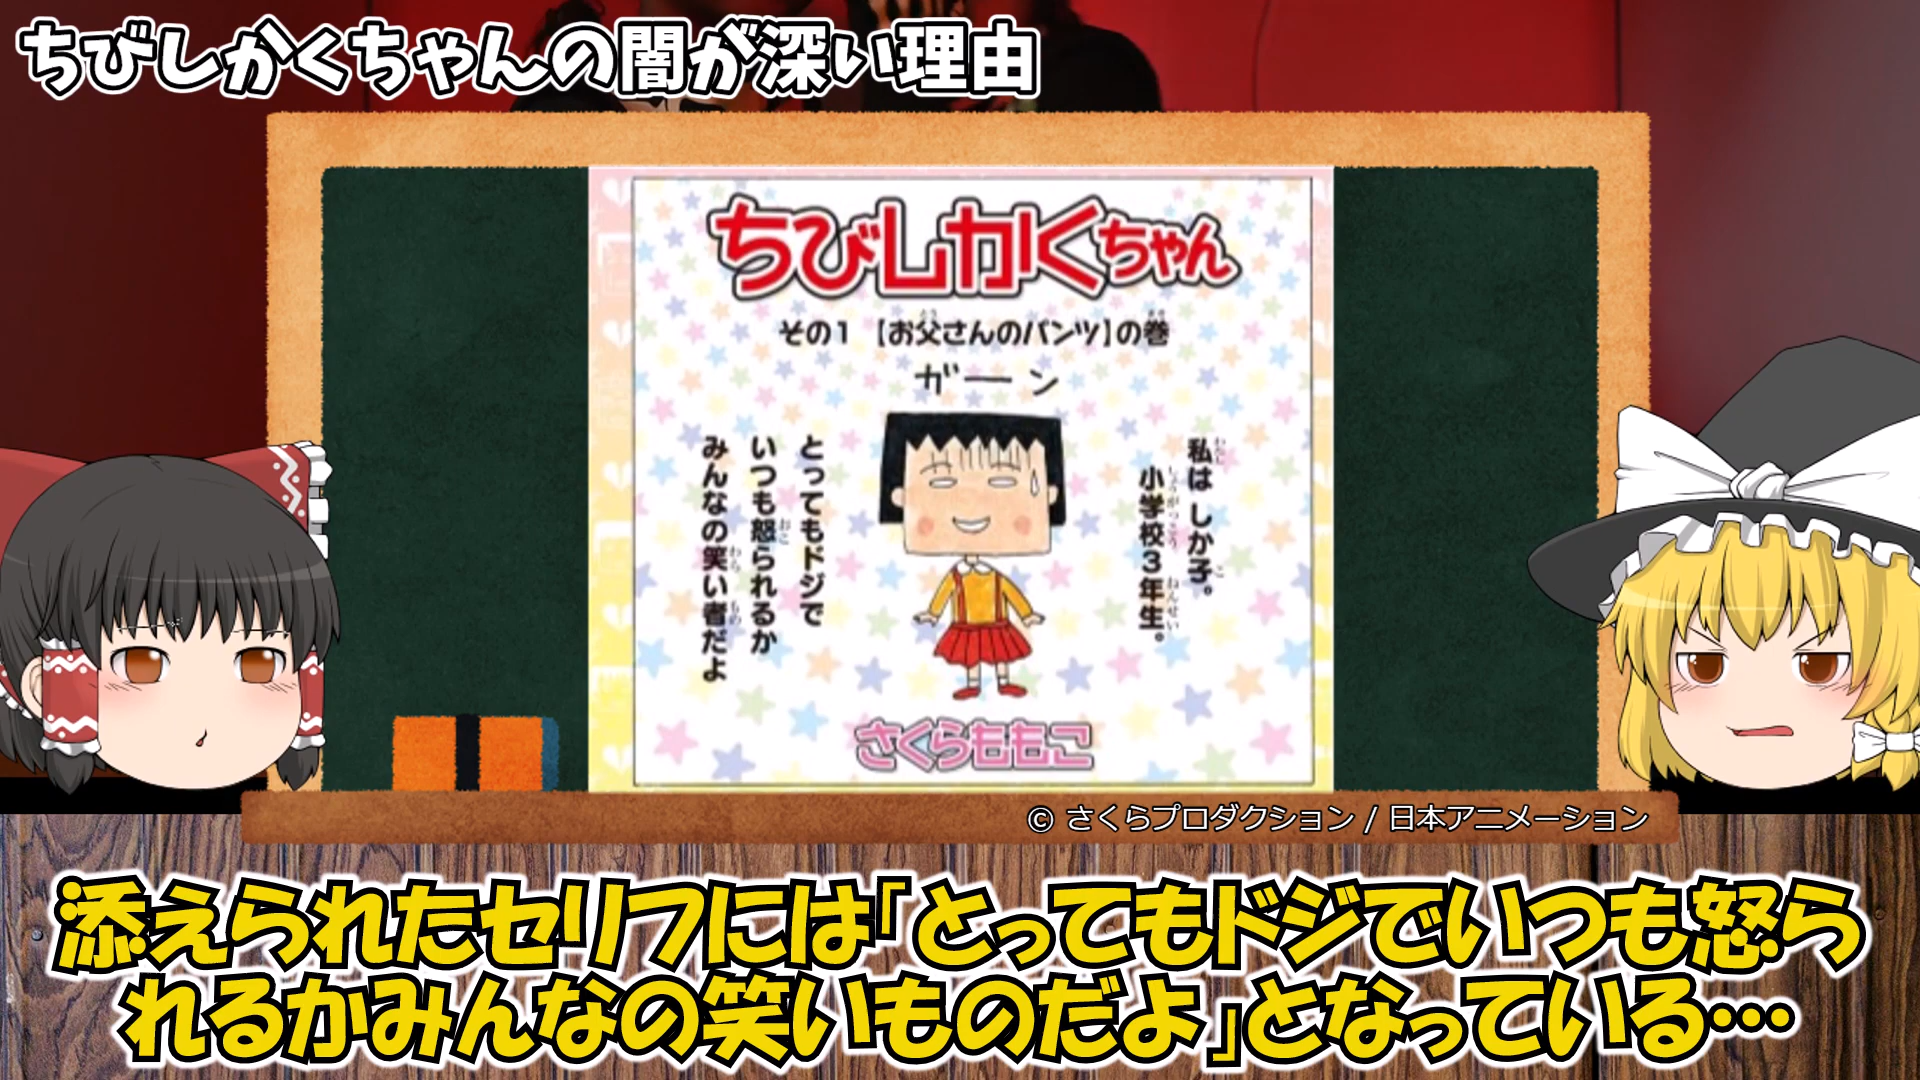 ちびしかくちゃんの闇が深い理由
ちびしかくちゃん
その1【お父さんのパンツ】の巻
ガーン
私は しか子。
小学校3年生。
とってもドジで
いつも怒られるか
みんなの笑い者だよ
さくらももこ
© さくらプロダクション / 日本アニメーション
添えられたセリフには「とってもドジでいつも怒ら
れるかみんなの笑いものだよ」となっている…